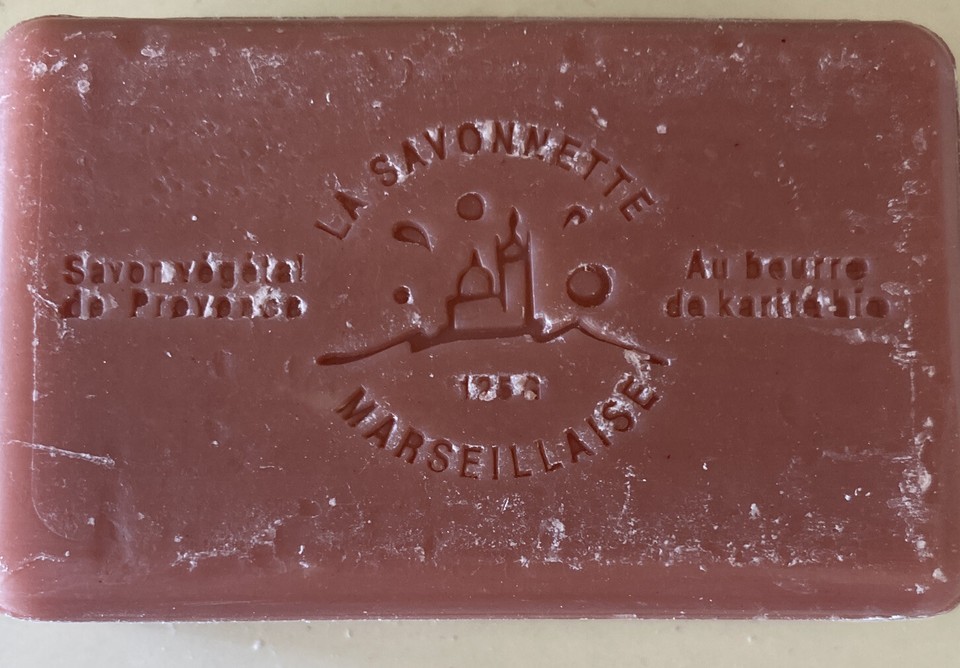 LA SAVONNETTE
Savon végétal
de Provence
Au beurre
de karité bio
MARSEILLAISE